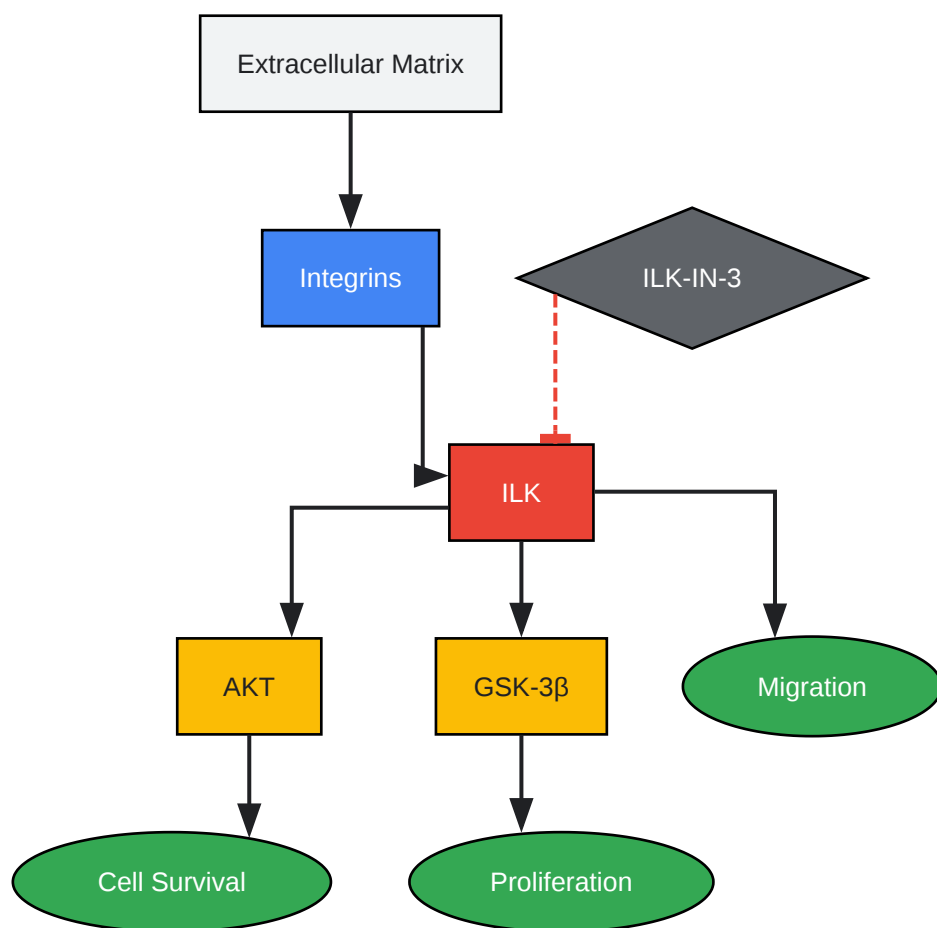 Extracellular Matrix
Integrins
ILK-IN-3
ILK
AKT
GSK-3β
Migration
Cell Survival
Proliferation